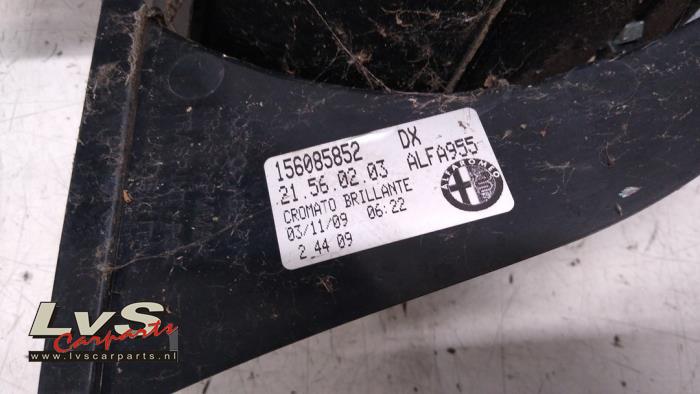 156085852 DX
21.56.02.03 ALFA955
CROMATO BRILLANTE
03/11/09 06:22
2_44 09
ALFA ROMEO
LvS
Carparts
www.lvscarparts.nl